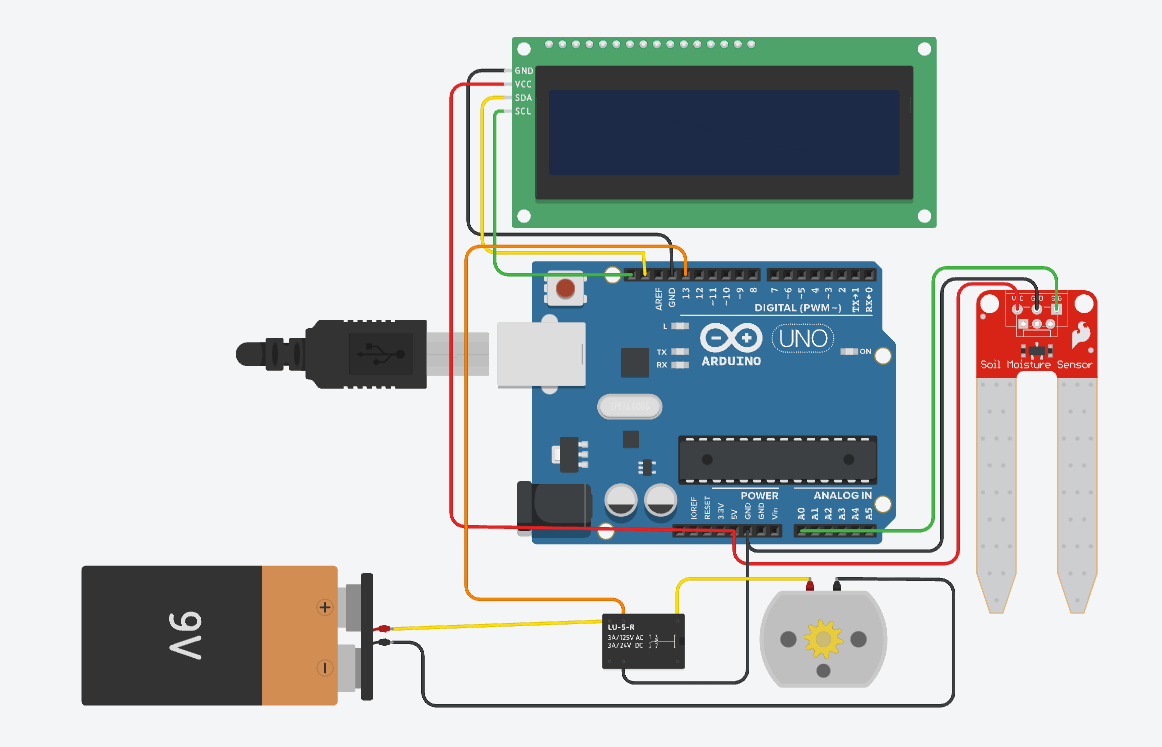 GND
VCC
SDA
SCL
AREF
GND
13
12
~11
~10
~9
8
7
~6
~5
4
~3
2
TX→1
RX←0
DIGITAL (PWM ~)
L
TX
RX
ARDUINO
UNO
ON
Soil Moisture Sensor
POWER
ANALOG IN
IOREF
RESET
3.3V
5V
GND
GND
Vin
A0
A1
A2
A3
A4
A5
9V
+
−
LU-5-R
3A/125V AC
3A/24V DC